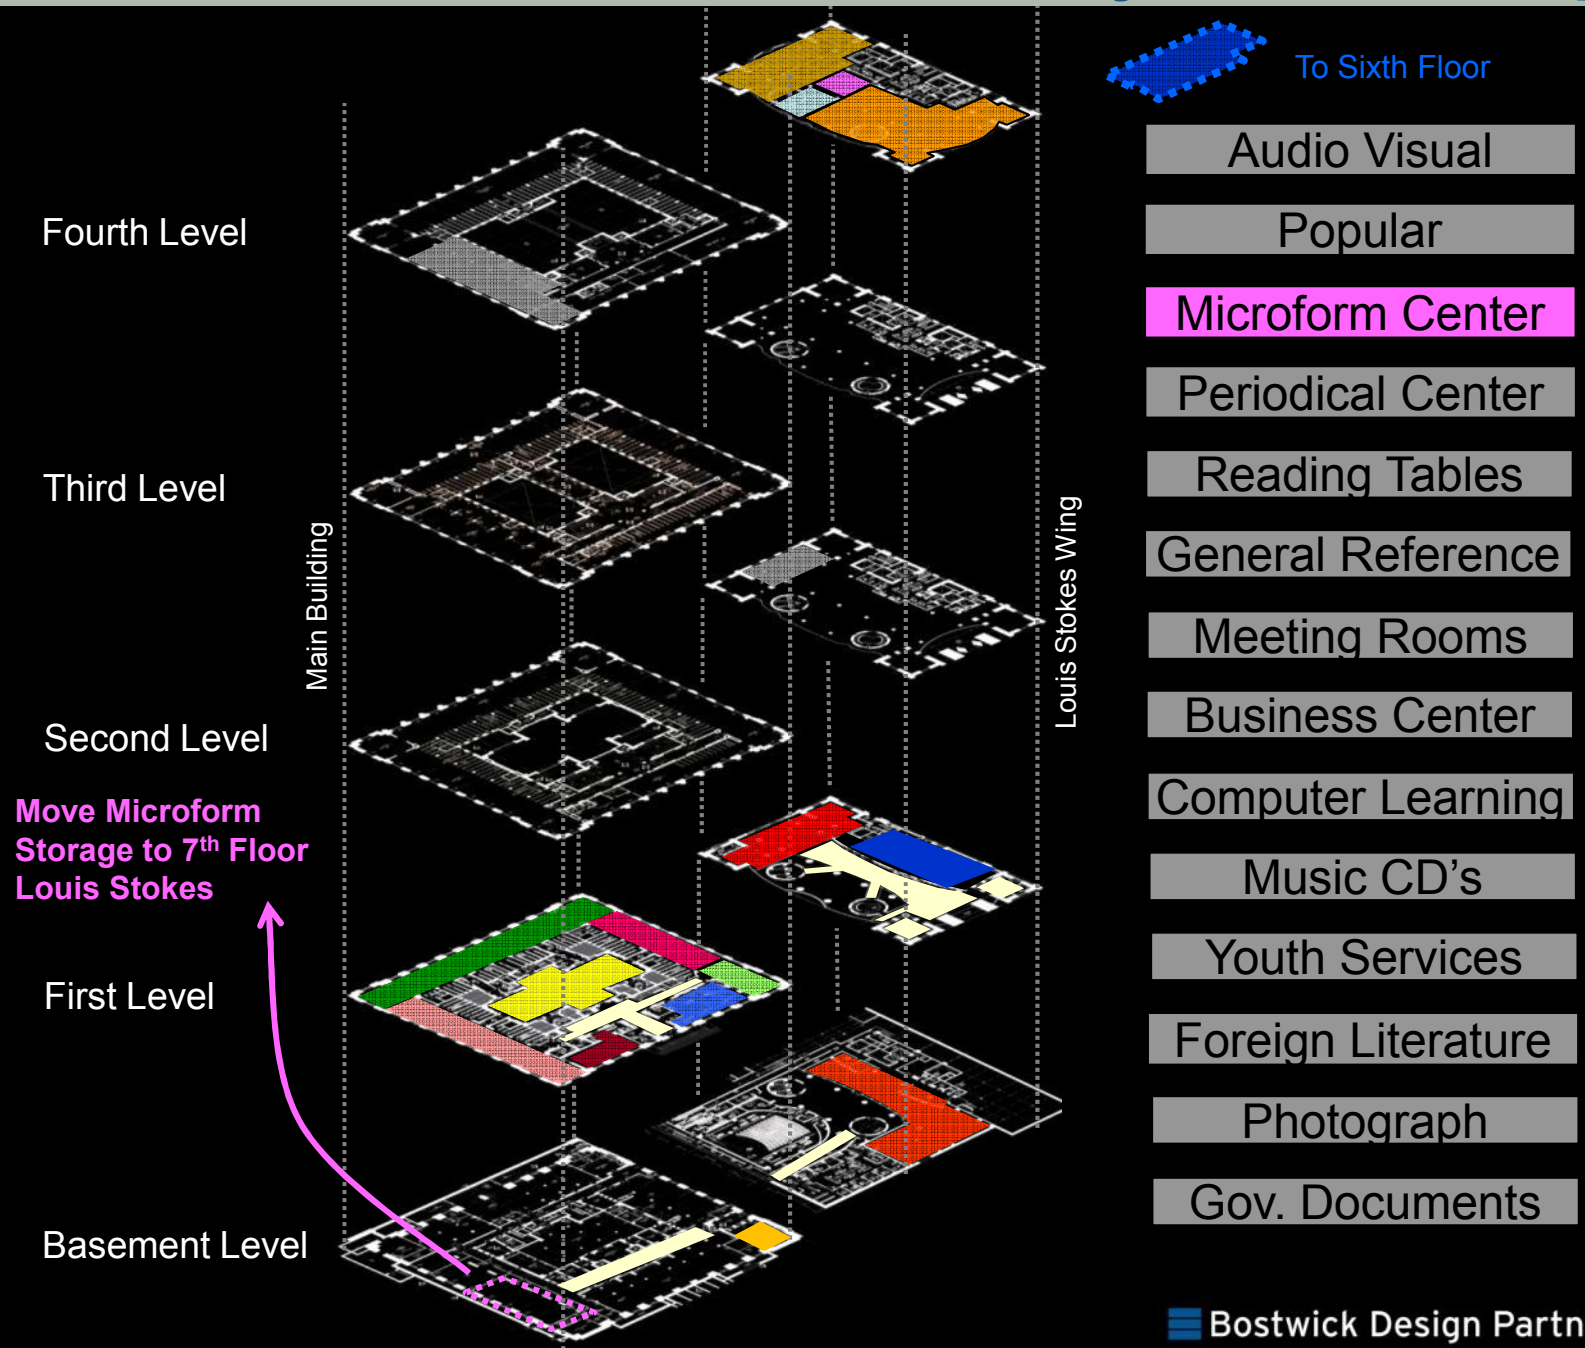 To Sixth Floor
Audio Visual
Popular
Microform Center
Periodical Center
Reading Tables
General Reference
Meeting Rooms
Business Center
Computer Learning
Music CD's
Youth Services
Foreign Literature
Photograph
Gov. Documents
Fourth Level
Third Level
Second Level
Move Microform
Storage to 7th Floor
Louis Stokes
First Level
Basement Level
Main Building
Louis Stokes Wing
Bostwick Design Partn